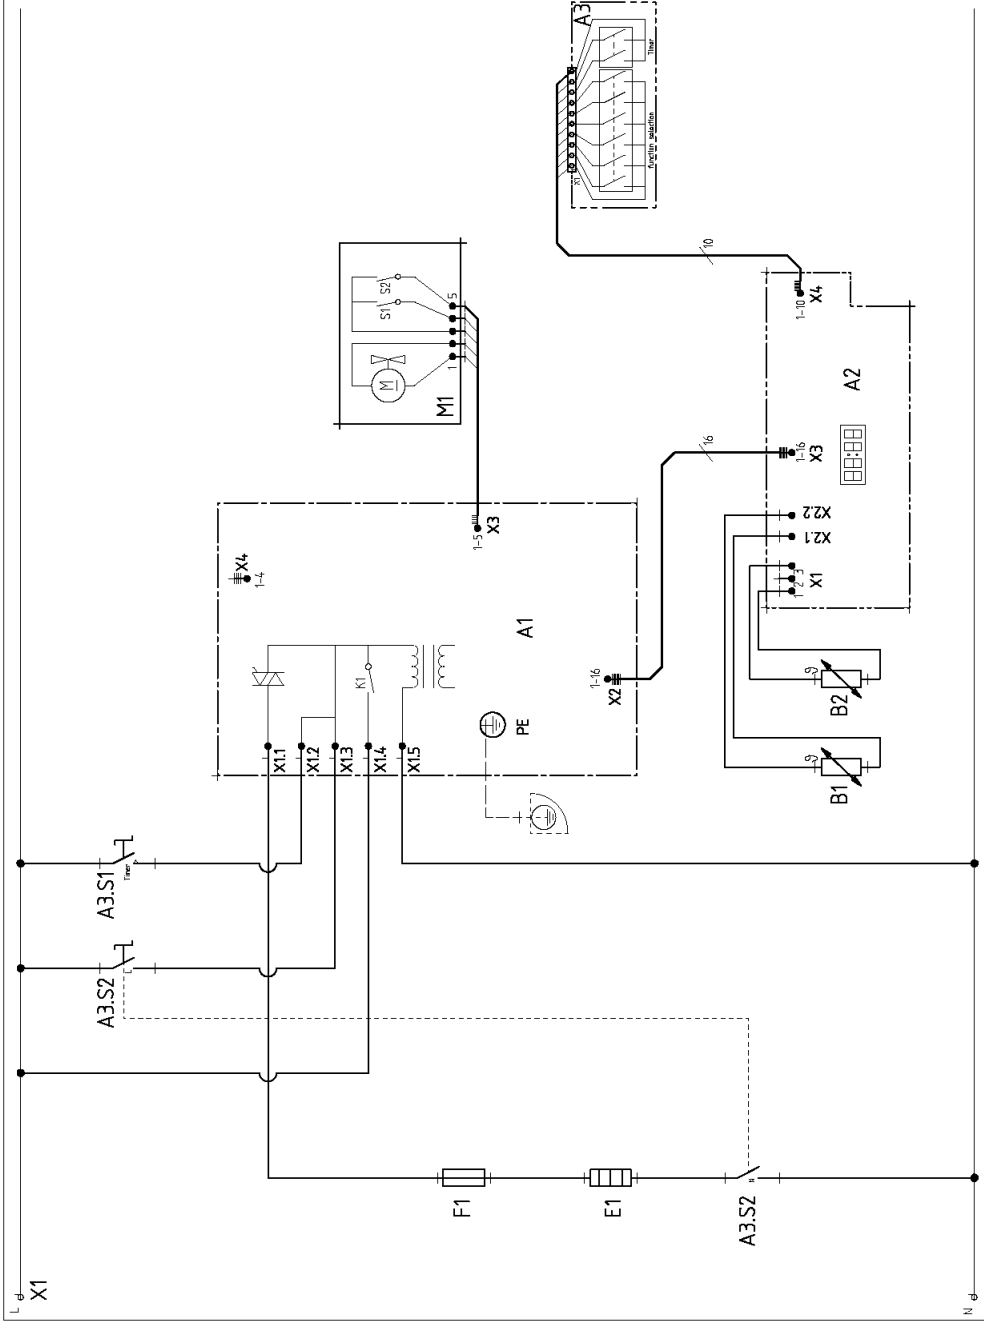 L
X1
A3.S2
A3.S1
Timer
X1.1
X1.2
X1.3
X1.4
X1.5
K1
X4
1-4
PE
A1
X3
1-5
X2
1-16
M1
M
S1
S2
1
5
F1
E1
A3.S2
B1
ϑ
B2
ϑ
X1
1
2
3
X2.1
X2.2
X3
1-16
16
A2
X4
1-10
10
A3
X1
function selection
Timer
N